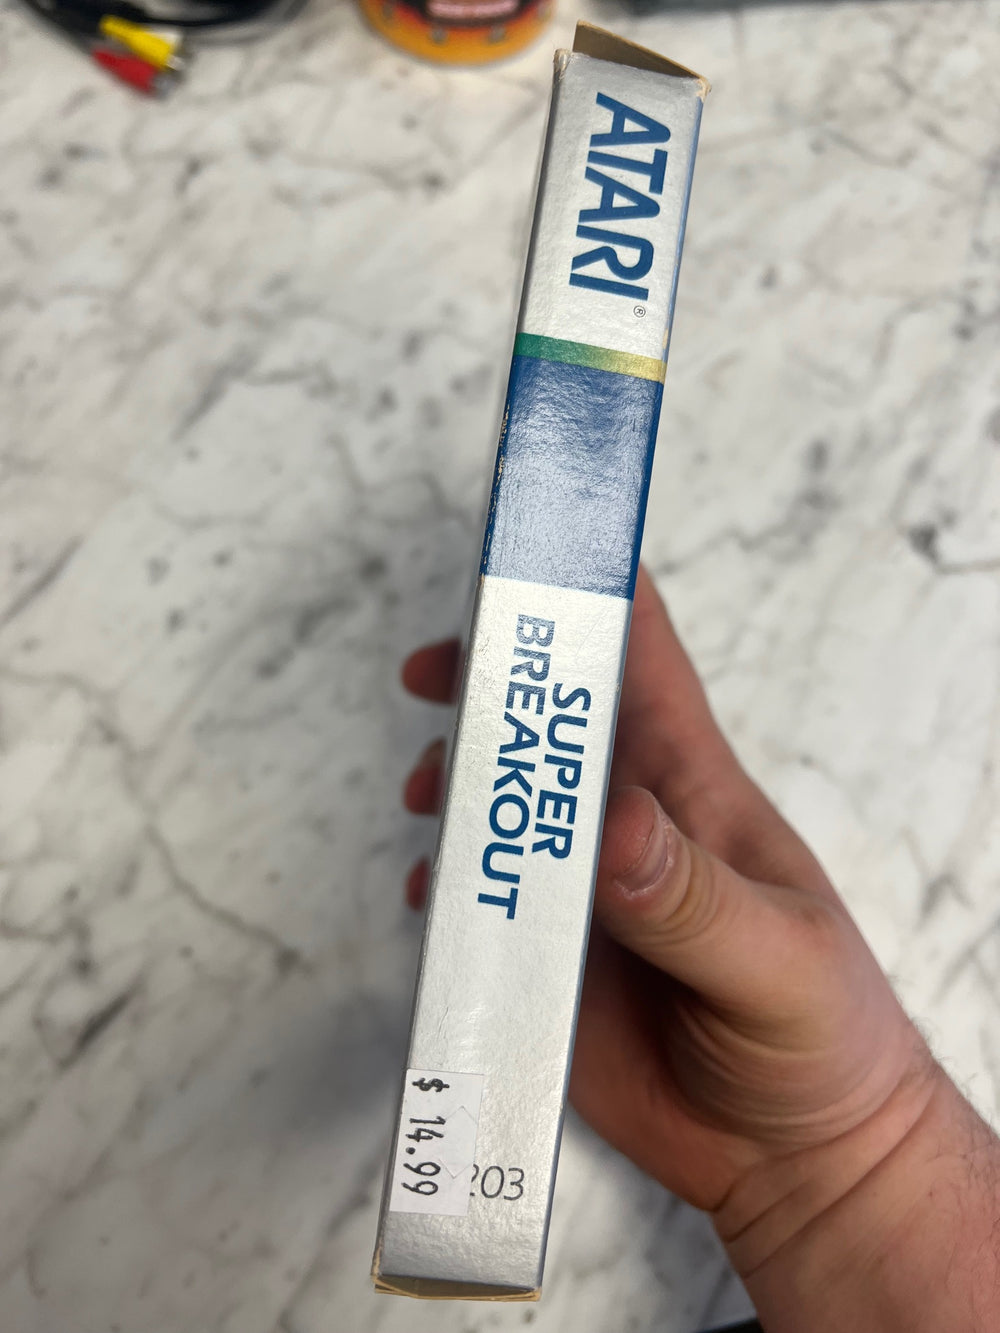 ATARI®
SUPER
BREAKOUT
$ 14.99
203